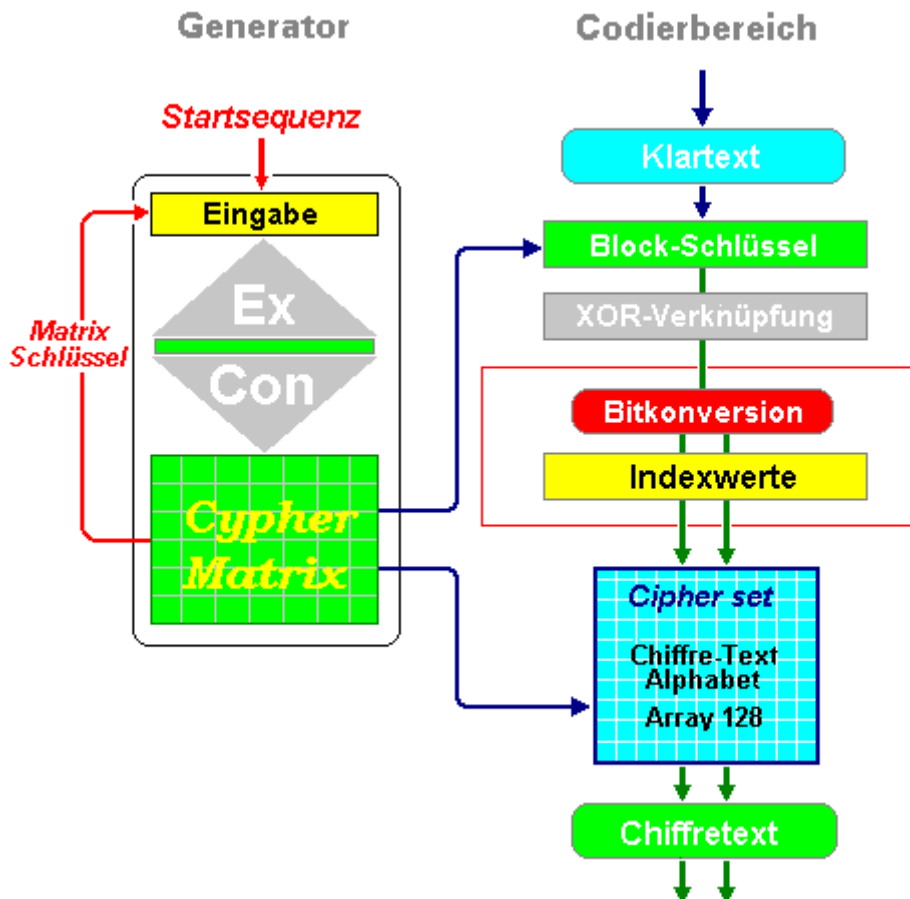 Generator
Codierbereich
Startsequenz
Klartext
Eingabe
Block-Schlüssel
Ex
XOR-Verknüpfung
Matrix
Schlüssel
Con
Bitkonversion
Indexwerte
Cypher
Matrix
Cipher set
Chiffre-Text
Alphabet
Array 128
Chiffretext